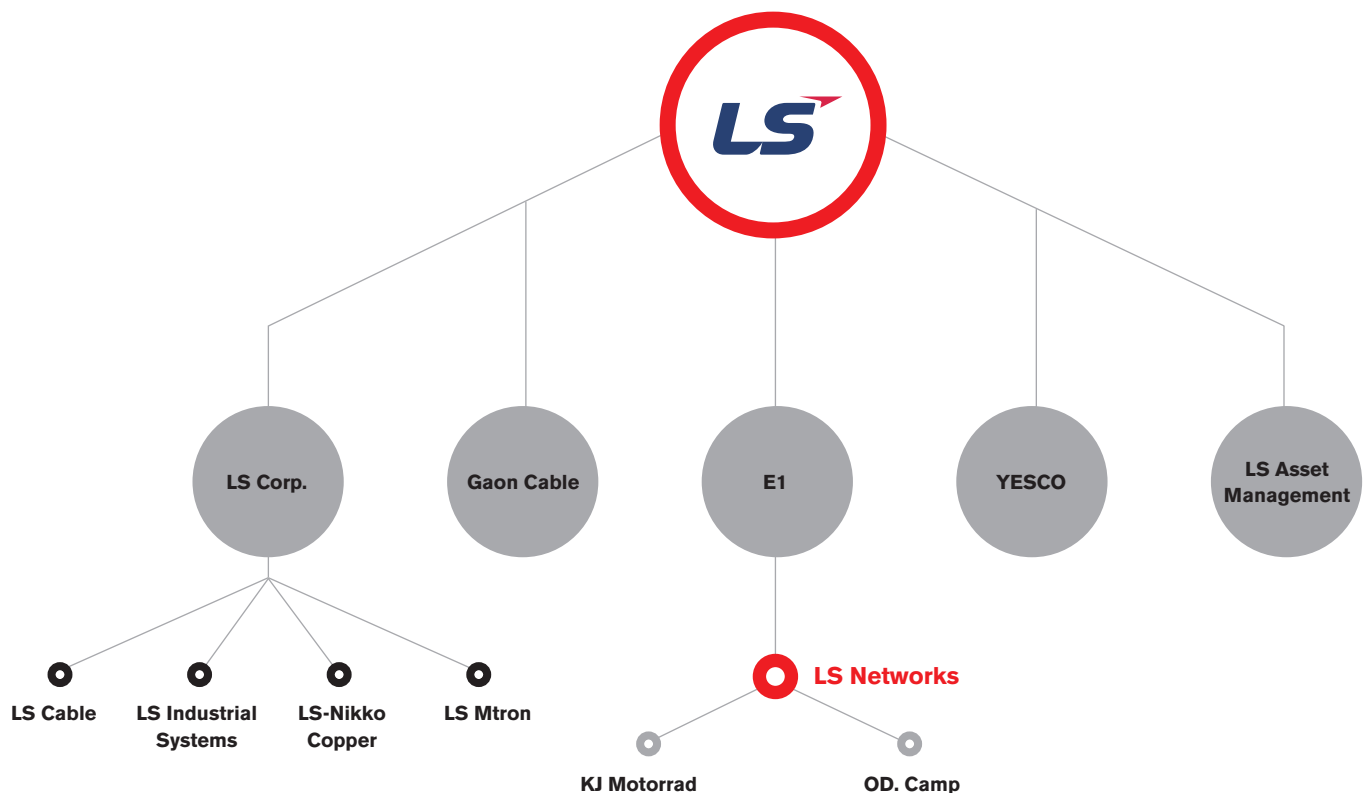 LS
LS Corp.
Gaon Cable
E1
YESCO
LS Asset
Management
LS Networks
LS Cable
LS Industrial
Systems
LS-Nikko
Copper
LS Mtron
KJ Motorrad
OD. Camp